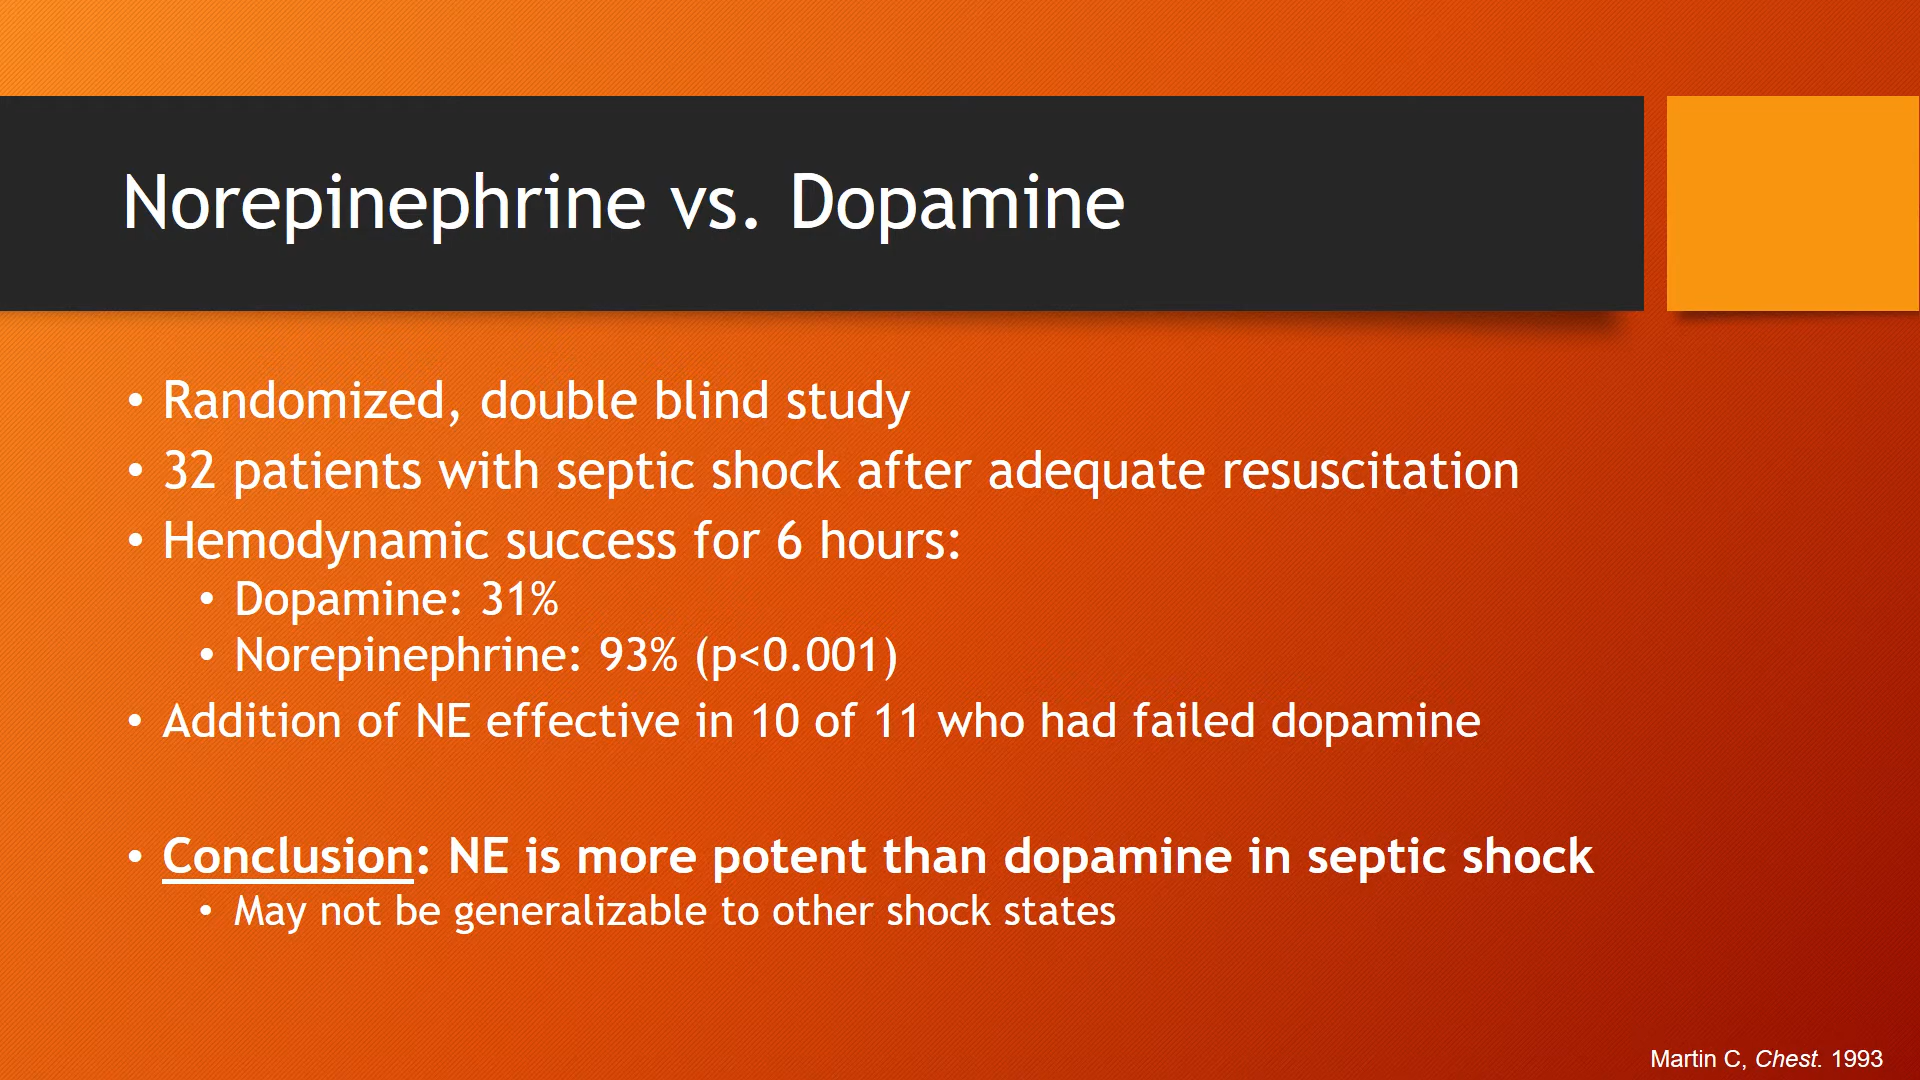 Norepinephrine vs. Dopamine
• Randomized, double blind study
• 32 patients with septic shock after adequate resuscitation
• Hemodynamic success for 6 hours:
• Dopamine: 31%
• Norepinephrine: 93% (p<0.001)
• Addition of NE effective in 10 of 11 who had failed dopamine
• Conclusion: NE is more potent than dopamine in septic shock
• May not be generalizable to other shock states
Martin C, Chest. 1993